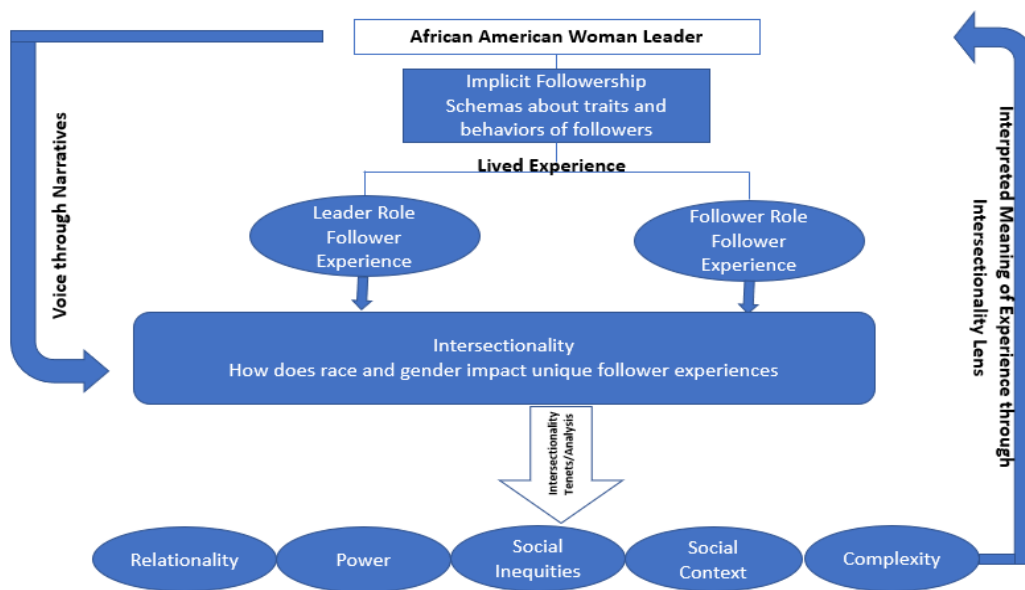 African American Woman Leader
Implicit Followership
Schemas about traits and
behaviors of followers
Lived Experience
Leader Role
Follower
Experience
Follower Role
Follower
Experience
Voice through Narratives
Intersectionality
How does race and gender impact unique follower experiences
Intersectionality
Tenets/Analysis
Relationality
Power
Social
Inequities
Social
Context
Complexity
Interpreted Meaning of Experience through
Intersectionality Lens